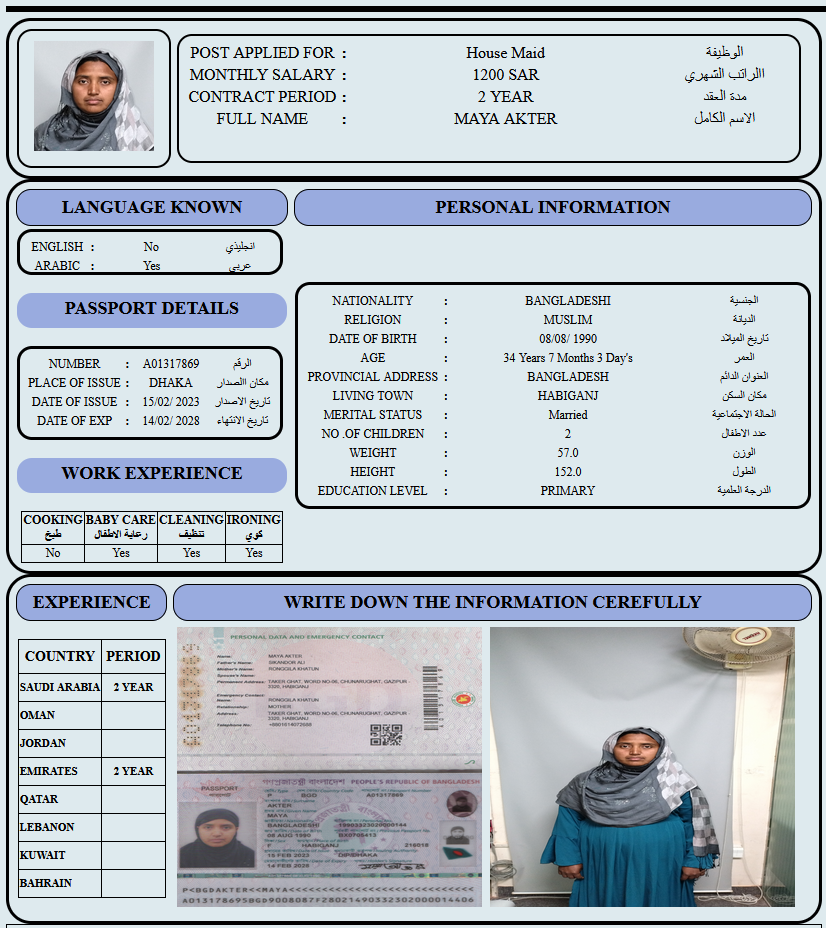 POST APPLIED FOR : House Maid الوظيفة
MONTHLY SALARY : 1200 SAR االراتب الشهري
CONTRACT PERIOD : 2 YEAR مدة العقد
FULL NAME : MAYA AKTER الاسم الكامل
LANGUAGE KNOWN
ENGLISH : No انجليذي
ARABIC : Yes عربي
PASSPORT DETAILS
NUMBER : A01317869 الرقم
PLACE OF ISSUE : DHAKA مكان االصدار
DATE OF ISSUE : 15/02/ 2023 تاريخ الاصدار
DATE OF EXP : 14/02/ 2028 تاريخ الانتهاء
WORK EXPERIENCE
COOKING BABY CARE CLEANING IRONING
طبخ رعاية الاطفال تنظيف كوي
No Yes Yes Yes
PERSONAL INFORMATION
NATIONALITY : BANGLADESHI الجنسية
RELIGION : MUSLIM الديانة
DATE OF BIRTH : 08/08/ 1990 تاريخ الميلاد
AGE : 34 Years 7 Months 3 Day's العمر
PROVINCIAL ADDRESS : BANGLADESH العنوان الدائم
LIVING TOWN : HABIGANJ مكان السكن
MERITAL STATUS : Married الحالة الاجتماعية
NO .OF CHILDREN : 2 عدد الاطفال
WEIGHT : 57.0 الوزن
HEIGHT : 152.0 الطول
EDUCATION LEVEL : PRIMARY الدرجة العلمية
EXPERIENCE
COUNTRY PERIOD
SAUDI ARABIA 2 YEAR
OMAN
JORDAN
EMIRATES 2 YEAR
QATAR
LEBANON
KUWAIT
BAHRAIN
WRITE DOWN THE INFORMATION CEREFULLY
PERSONAL DATA AND EMERGENCY CONTACT
Name: MAYA AKTER
Father's Name: SIKANDOR ALI
Mother's Name: RONGGILA KHATUN
Spouse's Name:
Permanent Address: TAKER GHAT, WORD NO-06, CHUNARUGHAT, GAZIPUR -
3320, HABIGANJ
Emergency Contact:
Name: RONGGILA KHATUN
Relationship: MOTHER
Address: TAKER GHAT, WORD NO-06, CHUNARUGHAT, GAZIPUR -
3320, HABIGANJ
Telephone No:
গণপ্রজাতন্ত্রী বাংলাদেশ PEOPLE'S REPUBLIC OF BANGLADESH
PASSPORT
P BGD A01317869
AKTER
MAYA
BANGLADESHI
08 AUG 1990
F HABIGANJ
15 FEB 2023 DIP/DHAKA
14 FEB 2028
P<BGDAKTER<<MAYA<<<<<<<<<<<<<<<<<<<<<<<<<<<<